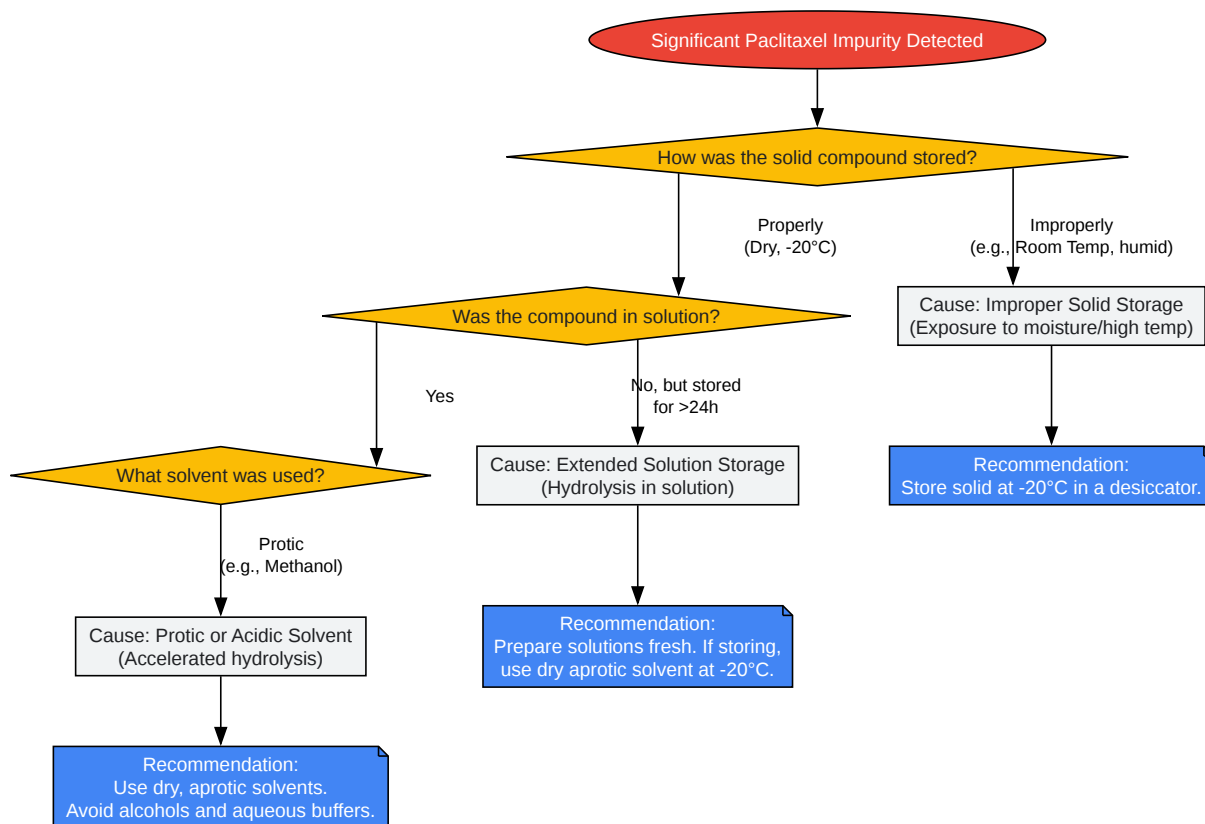 Significant Paclitaxel Impurity Detected
How was the solid compound stored?
Properly
(Dry, -20°C)
Improperly
(e.g., Room Temp, humid)
Was the compound in solution?
Cause: Improper Solid Storage
(Exposure to moisture/high temp)
Yes
No, but stored
for >24h
What solvent was used?
Cause: Extended Solution Storage
(Hydrolysis in solution)
Recommendation:
Store solid at -20°C in a desiccator.
Protic
(e.g., Methanol)
Cause: Protic or Acidic Solvent
(Accelerated hydrolysis)
Recommendation:
Prepare solutions fresh. If storing,
use dry aprotic solvent at -20°C.
Recommendation:
Use dry, aprotic solvents.
Avoid alcohols and aqueous buffers.